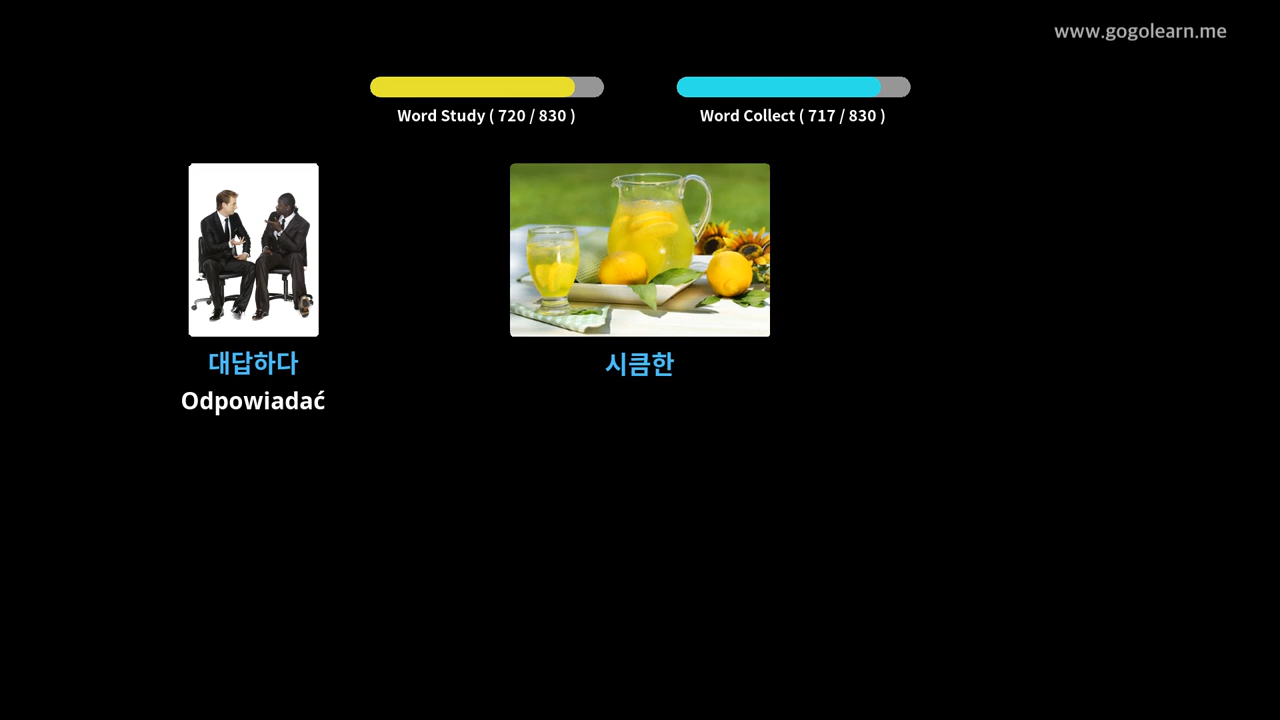 www.gogolearn.me
Word Study ( 720 / 830 )
Word Collect ( 717 / 830 )
대답하다
Odpowiadać
시큼한